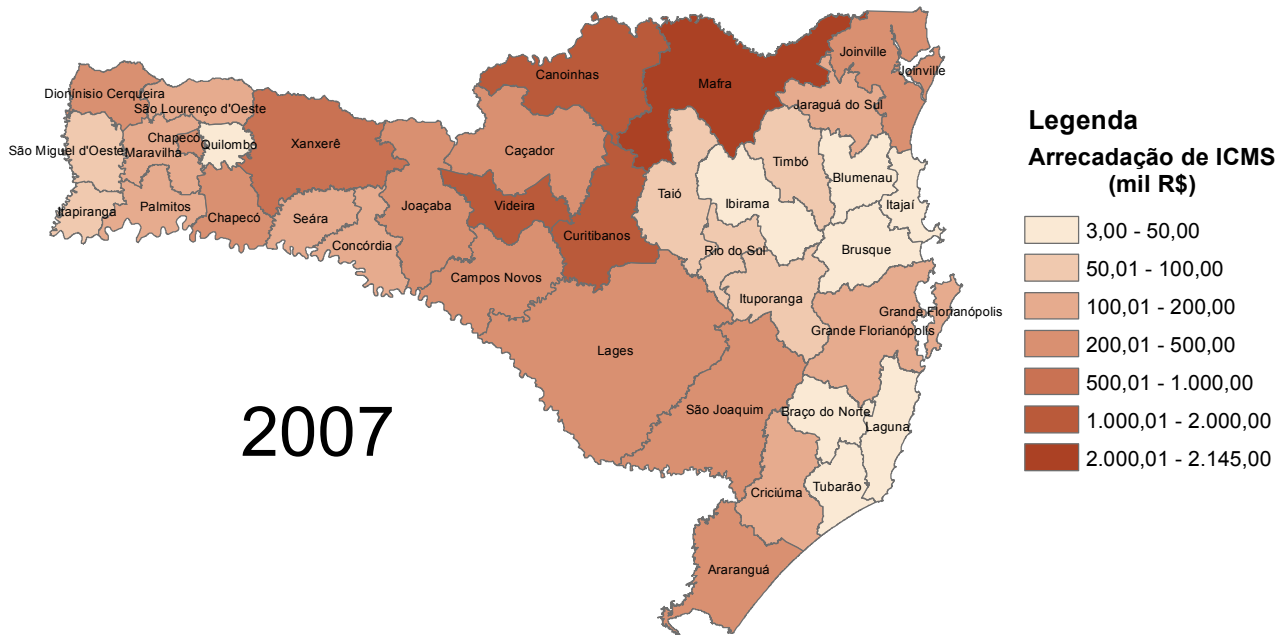 Canoinhas
Mafra
Joinville
Joinville
Dionínisio Cerqueira
São Lourenço d'Oeste
Jaraguá do Sul
Chapecó
Quilombo
Xanxerê
São Miguel d'Oeste
Maravilha
Caçador
Timbó
Blumenau
Taió
Ibirama
Itajaí
Itapiranga
Palmitos
Chapecó
Seára
Joaçaba
Videira
Curitibanos
Concórdia
Rio do Sul
Brusque
Campos Novos
Ituporanga
Grande Florianópolis
Grande Florianópolis
Lages
São Joaquim
Braço do Norte
Laguna
Criciúma
Tubarão
Araranguá
2007
Legenda
Arrecadação de ICMS
(mil R$)
3,00 - 50,00
50,01 - 100,00
100,01 - 200,00
200,01 - 500,00
500,01 - 1.000,00
1.000,01 - 2.000,00
2.000,01 - 2.145,00